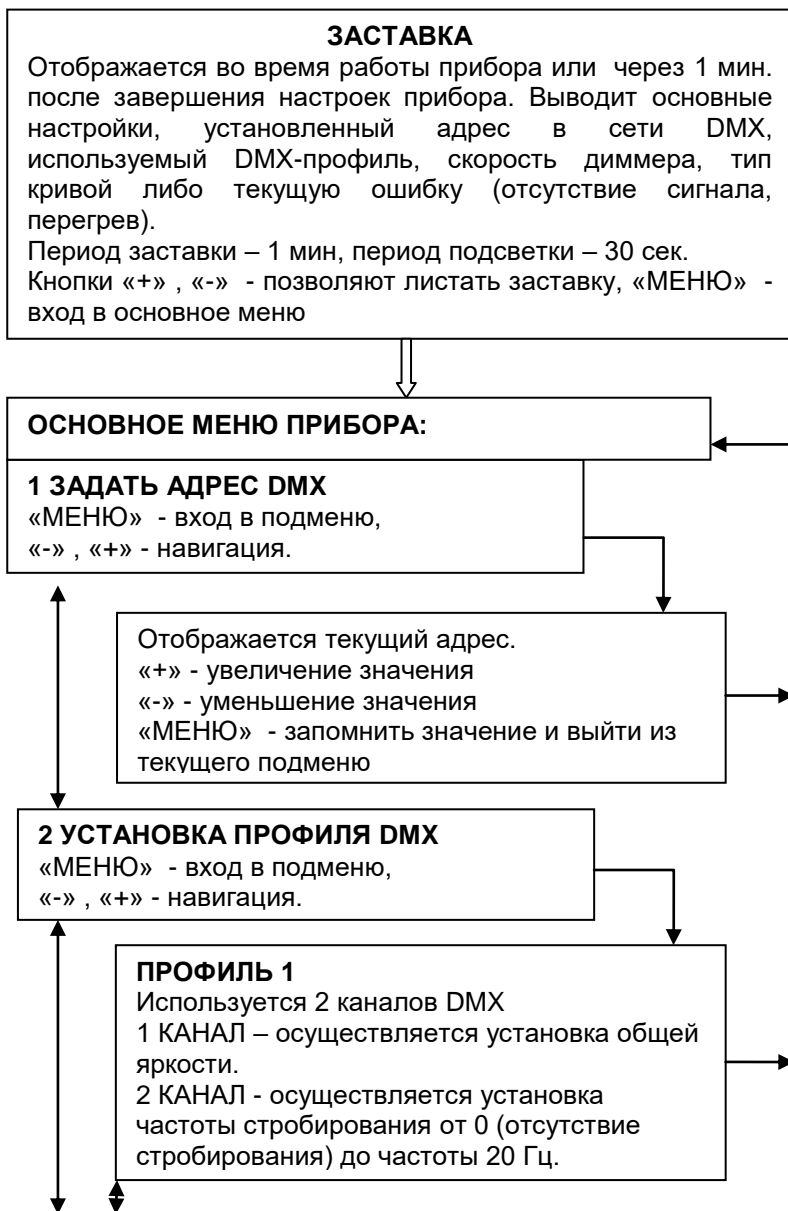 ЗАСТАВКА
Отображается во время работы прибора или через 1 мин.
после завершения настроек прибора. Выводит основные
настройки, установленный адрес в сети DMX,
используемый DMX-профиль, скорость диммера, тип
кривой либо текущую ошибку (отсутствие сигнала,
перегрев).
Период заставки – 1 мин, период подсветки – 30 сек.
Кнопки «+» , «-» - позволяют листать заставку, «МЕНЮ» -
вход в основное меню
ОСНОВНОЕ МЕНЮ ПРИБОРА:
1 ЗАДАТЬ АДРЕС DMX
«МЕНЮ» - вход в подменю,
«-» , «+» - навигация.
Отображается текущий адрес.
«+» - увеличение значения
«-» - уменьшение значения
«МЕНЮ» - запомнить значение и выйти из
текущего подменю
2 УСТАНОВКА ПРОФИЛЯ DMX
«МЕНЮ» - вход в подменю,
«-» , «+» - навигация.
ПРОФИЛЬ 1
Используется 2 каналов DMX
1 КАНАЛ – осуществляется установка общей
яркости.
2 КАНАЛ - осуществляется установка
частоты стробирования от 0 (отсутствие
стробирования) до частоты 20 Гц.